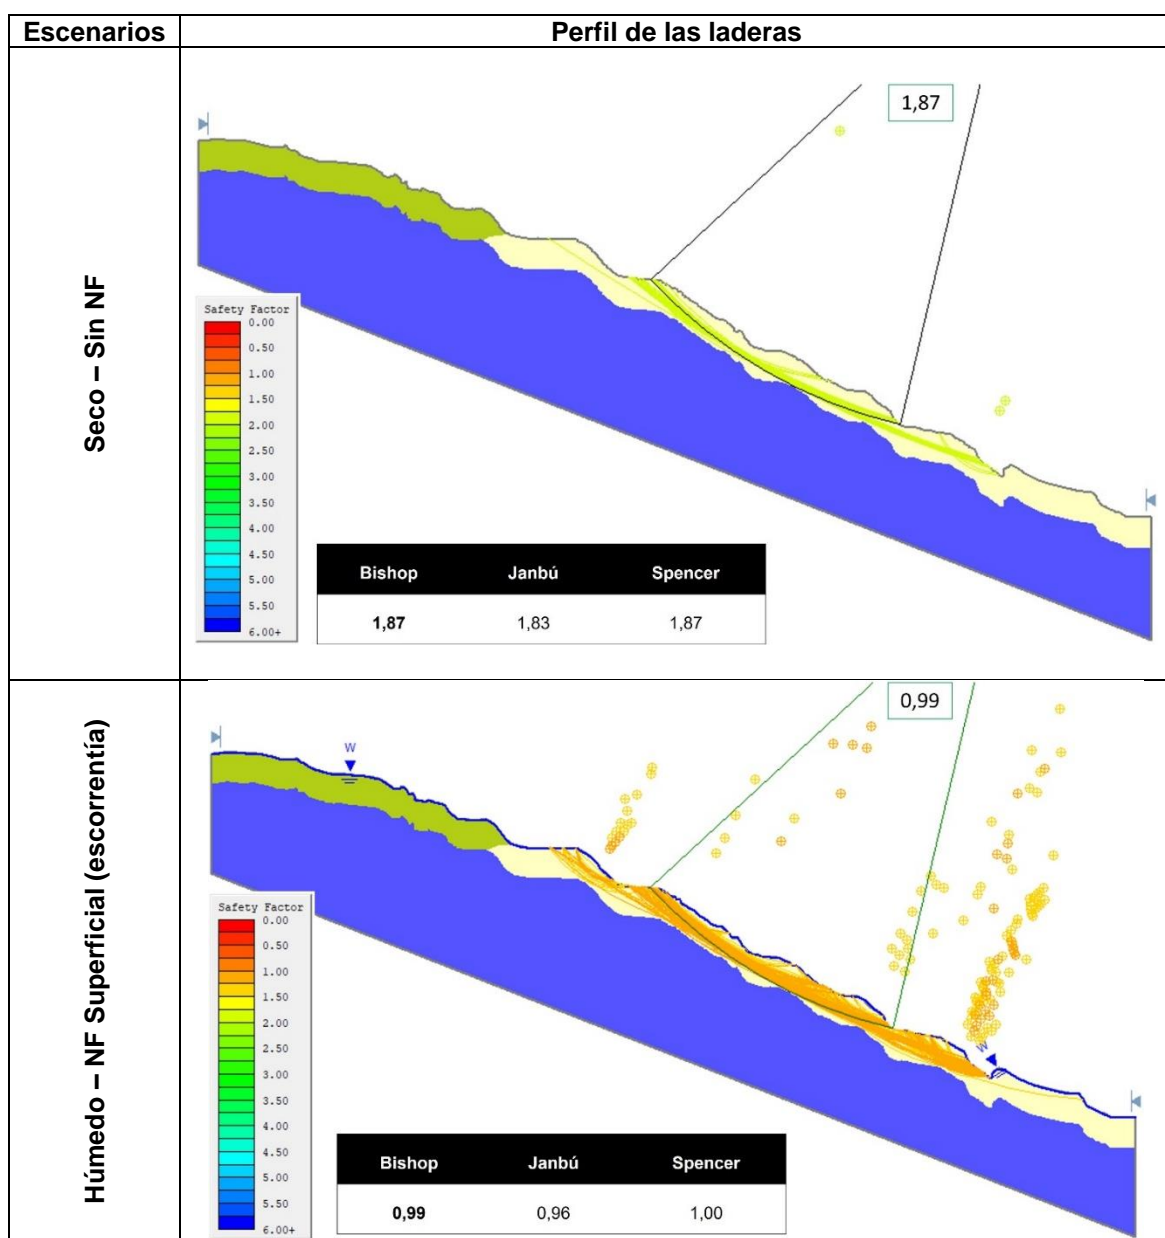 Escenarios Perfil de las laderas
Seco – Sin NF
1,87
Safety Factor
0.00
0.50
1.00
1.50
2.00
2.50
3.00
3.50
4.00
4.50
5.00
5.50
6.00+
Bishop Janbú Spencer
1,87 1,83 1,87
Húmedo – NF Superficial (escorrentía)
0,99
W
W
Safety Factor
0.00
0.50
1.00
1.50
2.00
2.50
3.00
3.50
4.00
4.50
5.00
5.50
6.00+
Bishop Janbú Spencer
0,99 0,96 1,00